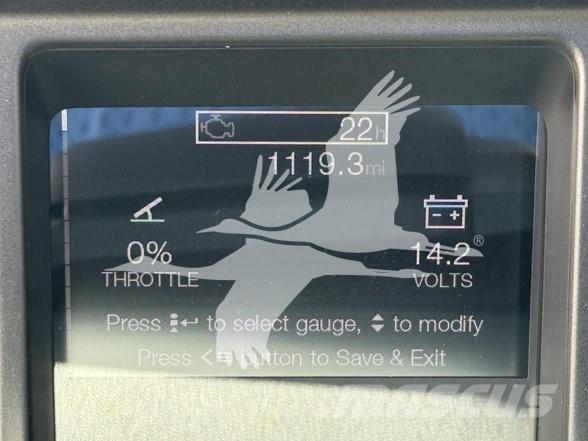 22h
1119.3mi
0%
THROTTLE
14.2
®
VOLTS
Press to select gauge, to modify
Press < button to Save & Exit
MASCUS